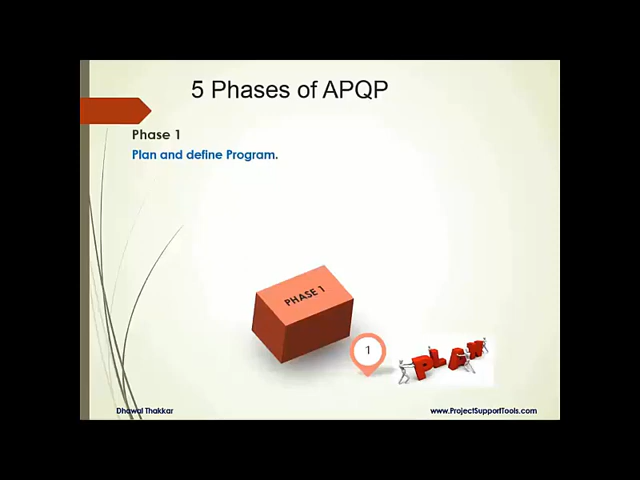 5 Phases of APQP
Phase 1
Plan and define Program.
PHASE 1
1
PLAN
Dhawal Thakkar
www.ProjectSupportTools.com